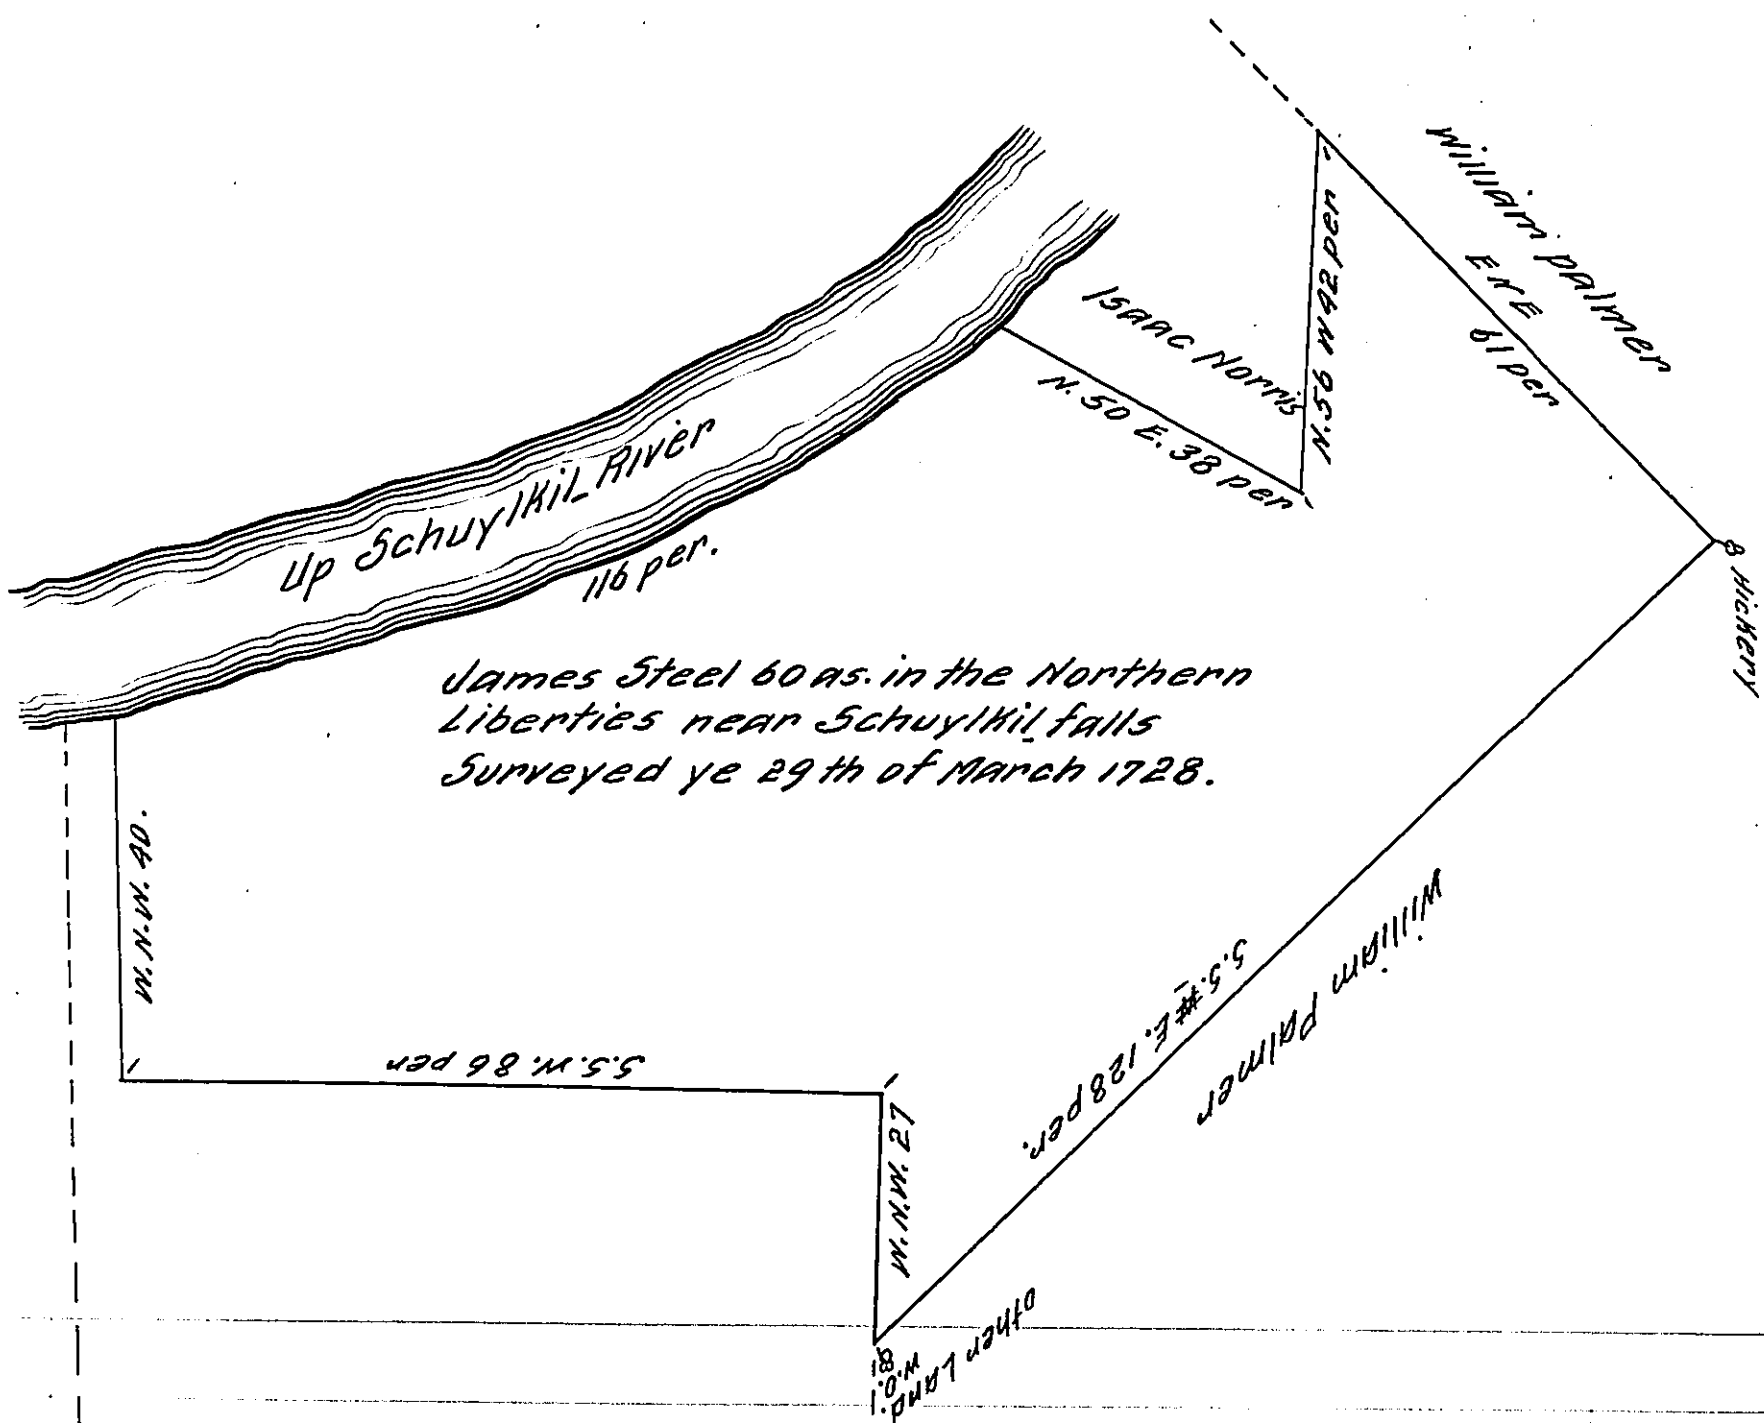 William palmer
ENE
61 per
N. 56 W 42 per
Isaac Norris
N. 50 E. 38 per
Up Schuylkil River
116 per.
Hickery
James Steel 60 as. in the Northern
Liberties near Schuylkil falls
Surveyed ye 29th of March 1728.
W.N.W. 40.
S.S.W. 86 per
W.N.W. 27
S.S. E. 128 per.
William Palmer
W.O.
other Land.